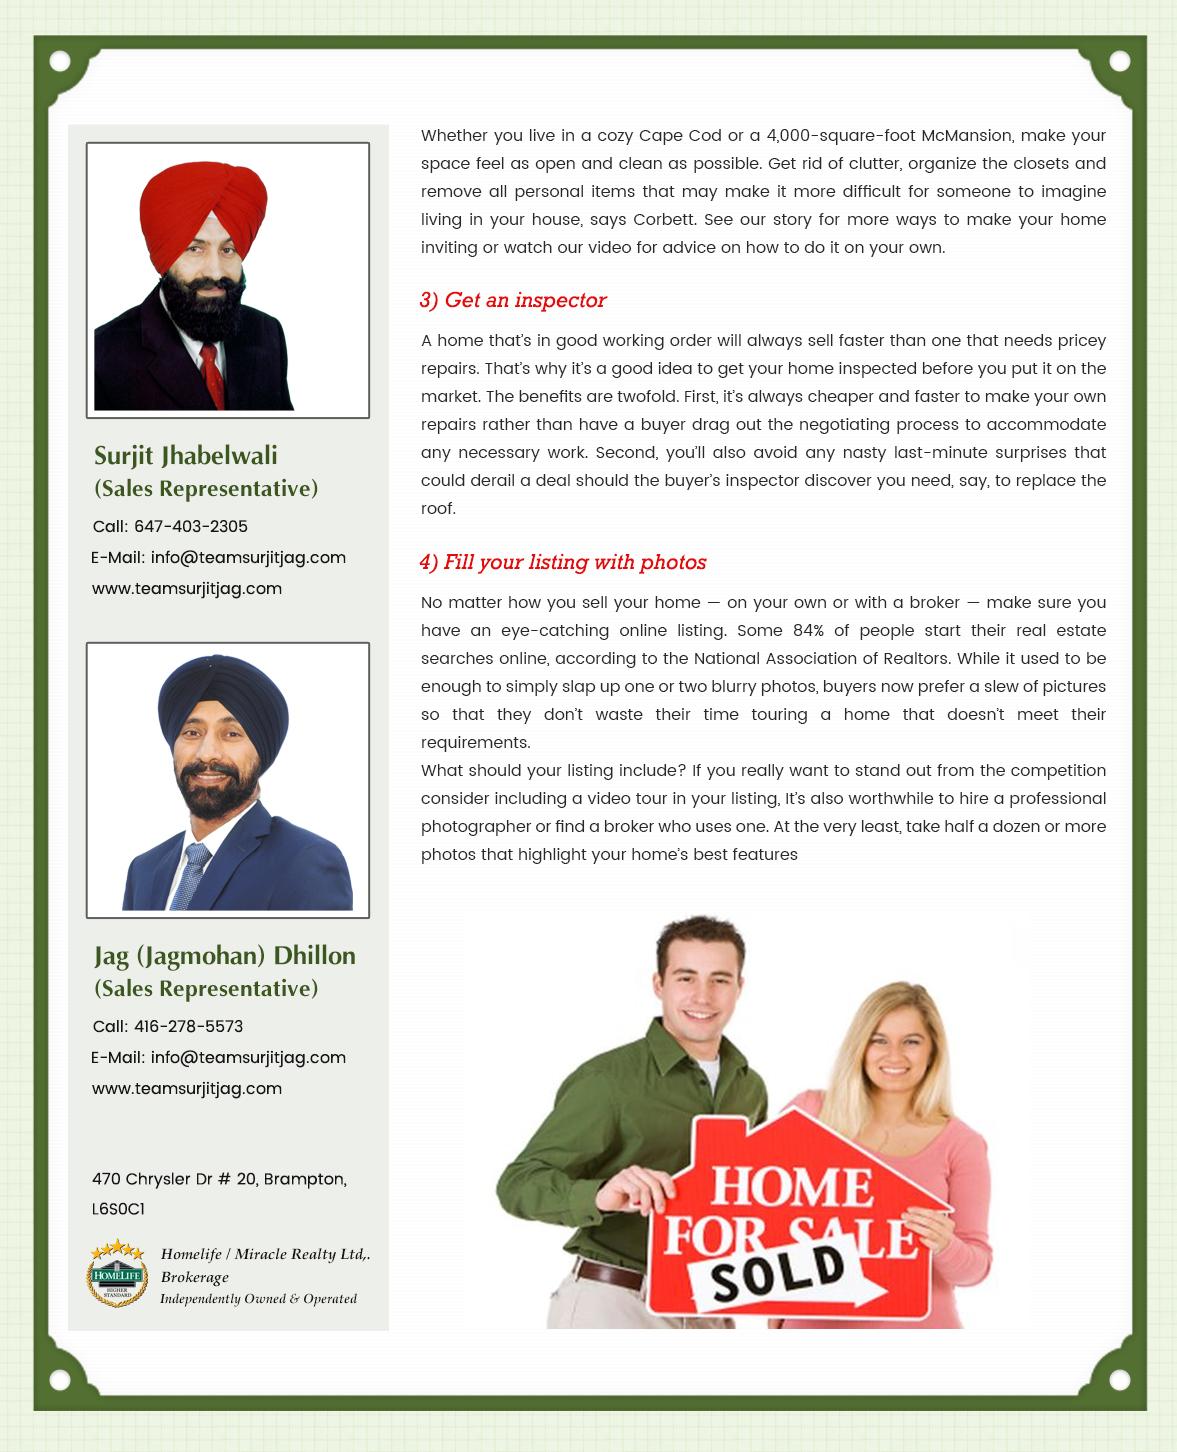 Surjit Jhabelwali
(Sales Representative)
Call: 647-403-2305
E-Mail: info@teamsurjitjag.com
www.teamsurjitjag.com
Jag (Jagmohan) Dhillon
(Sales Representative)
Call: 416-278-5573
E-Mail: info@teamsurjitjag.com
www.teamsurjitjag.com
470 Chrysler Dr # 20, Brampton,
L6S0C1
HOMELIFE
HIGHER
STANDARDS
Homelife / Miracle Realty Ltd,.
Brokerage
Independently Owned & Operated
Whether you live in a cozy Cape Cod or a 4,000-square-foot McMansion, make your
space feel as open and clean as possible. Get rid of clutter, organize the closets and
remove all personal items that may make it more difficult for someone to imagine
living in your house, says Corbett. See our story for more ways to make your home
inviting or watch our video for advice on how to do it on your own.
3) Get an inspector
A home that's in good working order will always sell faster than one that needs pricey
repairs. That's why it's a good idea to get your home inspected before you put it on the
market. The benefits are twofold. First, it's always cheaper and faster to make your own
repairs rather than have a buyer drag out the negotiating process to accommodate
any necessary work. Second, you'll also avoid any nasty last-minute surprises that
could derail a deal should the buyer's inspector discover you need, say, to replace the
roof.
4) Fill your listing with photos
No matter how you sell your home — on your own or with a broker — make sure you
have an eye-catching online listing. Some 84% of people start their real estate
searches online, according to the National Association of Realtors. While it used to be
enough to simply slap up one or two blurry photos, buyers now prefer a slew of pictures
so that they don't waste their time touring a home that doesn't meet their
requirements.
What should your listing include? If you really want to stand out from the competition
consider including a video tour in your listing, It's also worthwhile to hire a professional
photographer or find a broker who uses one. At the very least, take half a dozen or more
photos that highlight your home's best features
HOME
FOR SALE
SOLD